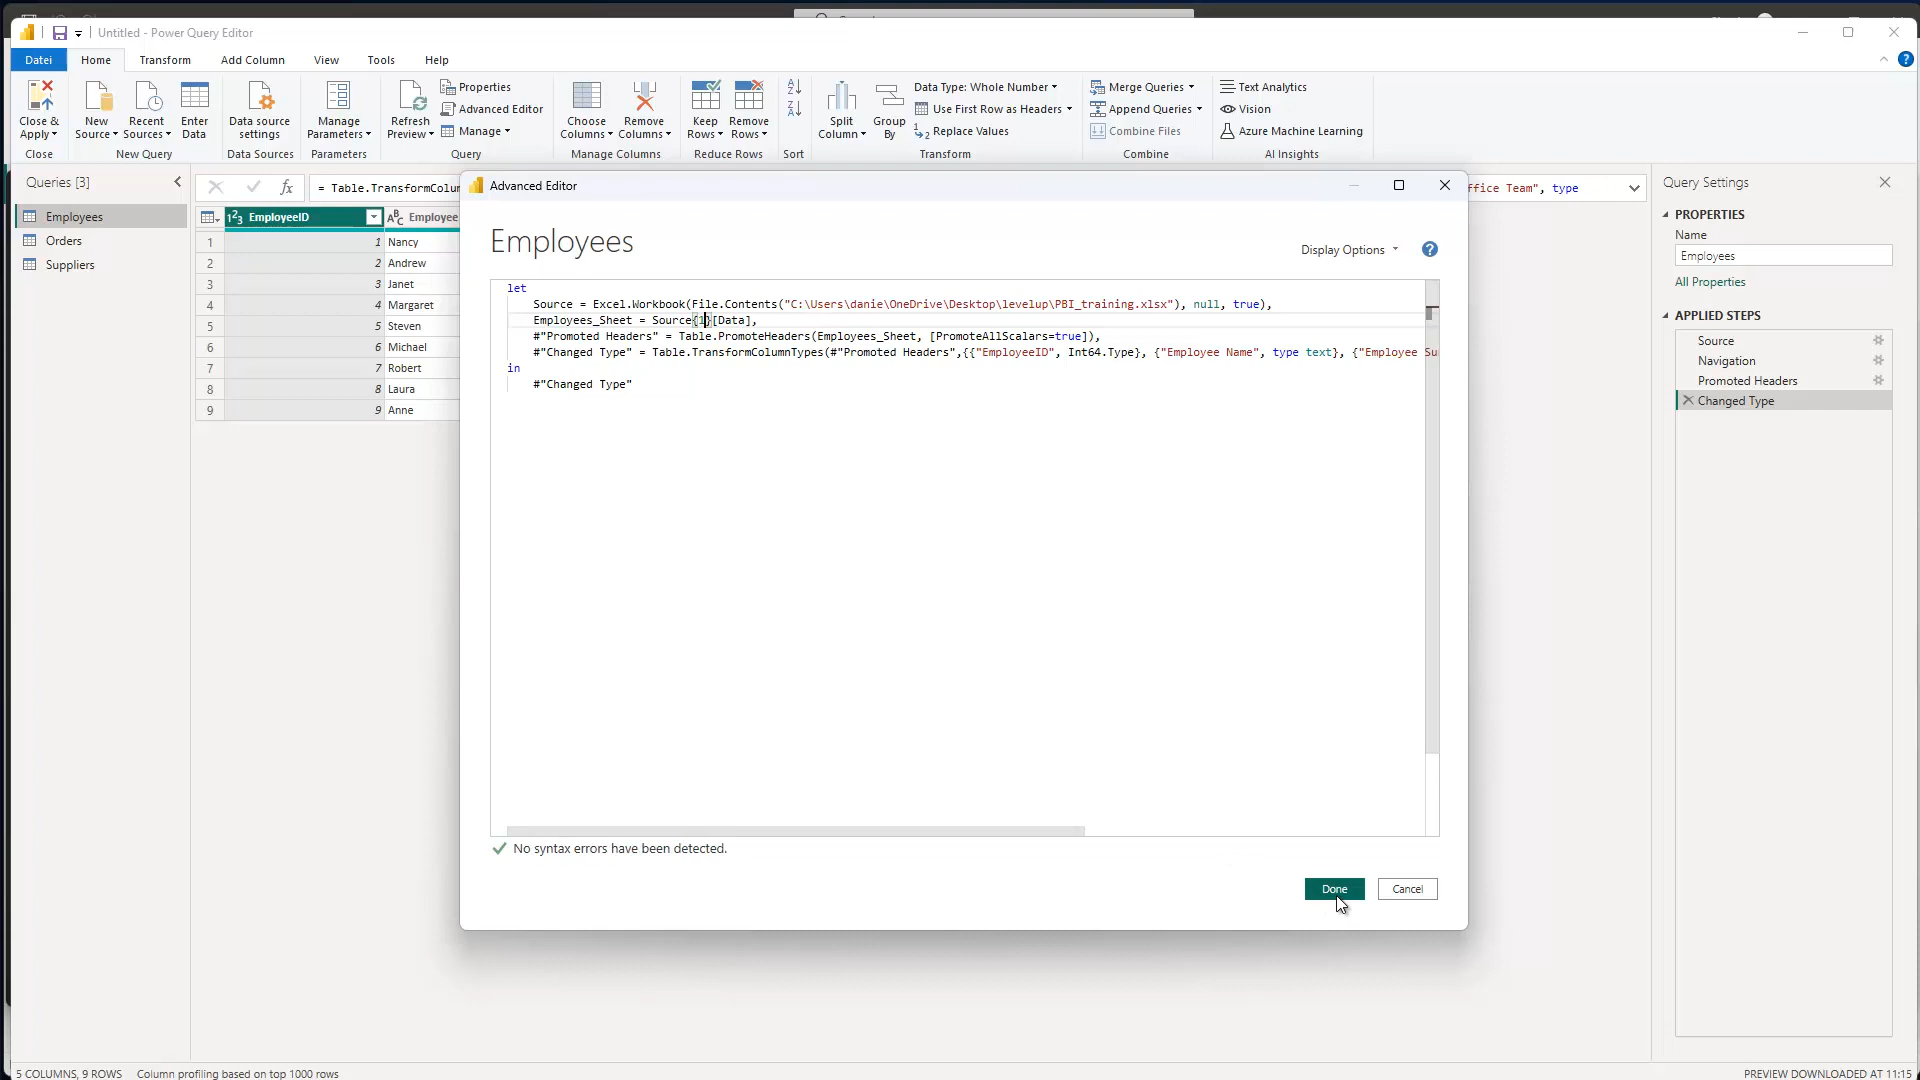 Untitled - Power Query Editor
Datei Home Transform Add Column View Tools Help
Close & Apply
New Source
Recent Sources
Enter Data
Data source settings
Manage Parameters
Refresh Preview
Properties
Advanced Editor
Manage
Choose Columns
Remove Columns
Keep Rows
Remove Rows
Split Column
Group By
Data Type: Whole Number
Use First Row as Headers
Replace Values
Merge Queries
Append Queries
Combine Files
Text Analytics
Vision
Azure Machine Learning
Close New Query Data Sources Parameters Query Manage Columns Reduce Rows Sort Transform Combine AI Insights
Queries [3]
Employees
Orders
Suppliers
= Table.TransformColum
ffice Team", type
EmployeeID Employee
1 1 Nancy
2 2 Andrew
3 3 Janet
4 4 Margaret
5 5 Steven
6 6 Michael
7 7 Robert
8 8 Laura
9 9 Anne
Advanced Editor
Employees
Display Options
let
Source = Excel.Workbook(File.Contents("C:\Users\danie\OneDrive\Desktop\levelup\PBI_training.xlsx"), null, true),
Employees_Sheet = Source{1}[Data],
#"Promoted Headers" = Table.PromoteHeaders(Employees_Sheet, [PromoteAllScalars=true]),
#"Changed Type" = Table.TransformColumnTypes(#"Promoted Headers",{{"EmployeeID", Int64.Type}, {"Employee Name", type text}, {"Employee Su
in
#"Changed Type"
No syntax errors have been detected.
Done Cancel
Query Settings
PROPERTIES
Name
Employees
All Properties
APPLIED STEPS
Source
Navigation
Promoted Headers
Changed Type
5 COLUMNS, 9 ROWS Column profiling based on top 1000 rows
PREVIEW DOWNLOADED AT 11:15